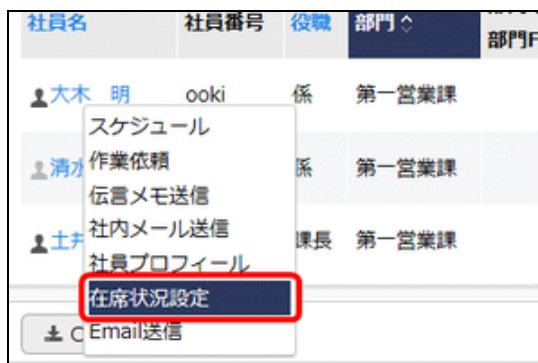 社員名 社員番号 役職 部門
部門F
大木 明 ooki 係 第一営業課
スケジュール
作業依頼
清水 係 第一営業課
伝言メモ送信
社内メール送信
土井 課長 第一営業課
社員プロフィール
在席状況設定
Email送信